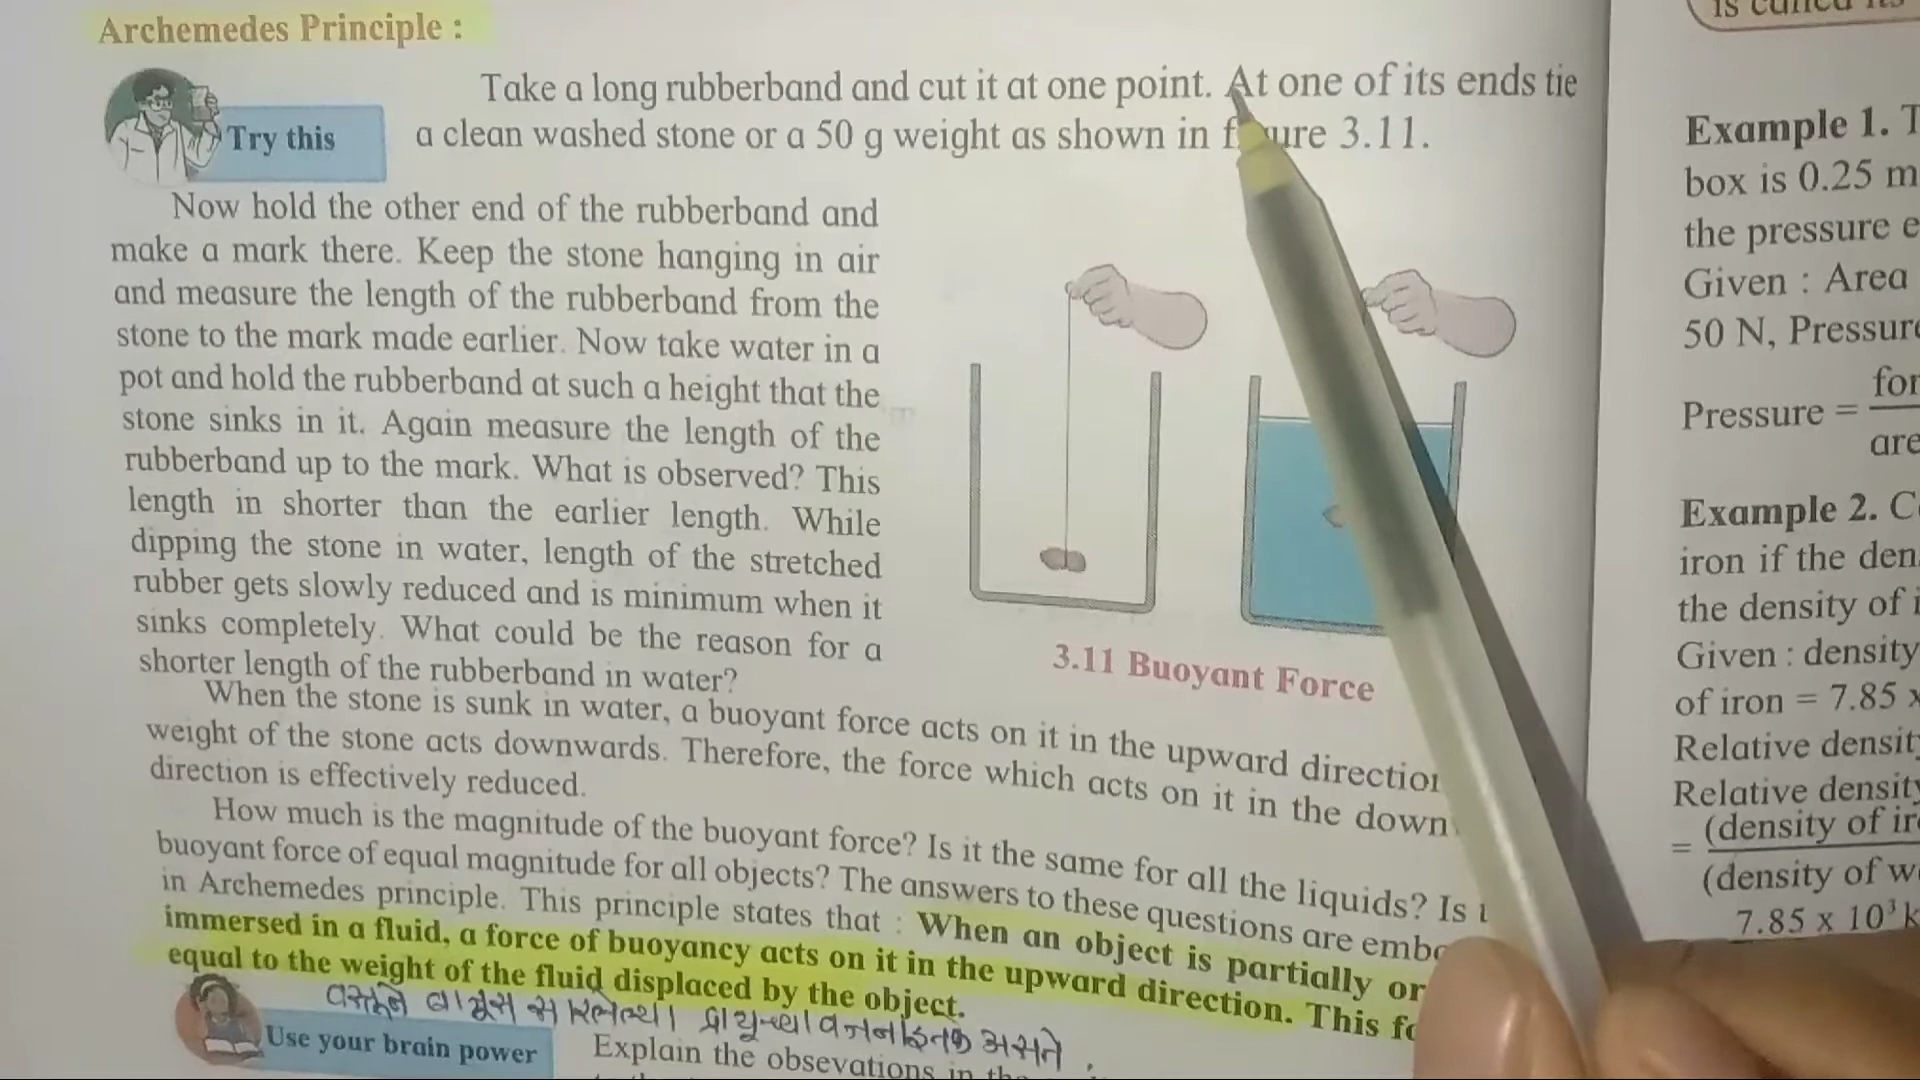 is called its
Archemedes Principle :
Take a long rubberband and cut it at one point. At one of its ends tie
Try this
a clean washed stone or a 50 g weight as shown in figure 3.11.
Now hold the other end of the rubberband and
make a mark there. Keep the stone hanging in air
and measure the length of the rubberband from the
stone to the mark made earlier. Now take water in a
pot and hold the rubberband at such a height that the
stone sinks in it. Again measure the length of the
rubberband up to the mark. What is observed? This
length in shorter than the earlier length. While
dipping the stone in water, length of the stretched
rubber gets slowly reduced and is minimum when it
sinks completely. What could be the reason for a
shorter length of the rubberband in water?
3.11 Buoyant Force
When the stone is sunk in water, a buoyant force acts on it in the upward direction
weight of the stone acts downwards. Therefore, the force which acts on it in the down
direction is effectively reduced.
How much is the magnitude of the buoyant force? Is it the same for all the liquids? Is
buoyant force of equal magnitude for all objects? The answers to these questions are
in Archemedes principle. This principle states that : When an object is partially or
immersed in a fluid, a force of buoyancy acts on it in the upward direction. This
equal to the weight of the fluid displaced by the object.
Use your brain power
Explain the obsevations in the
Example 1.
box is 0.25 m
the pressure
Given : Area
50 N, Pressure
Pressure =
Example 2.
iron if the
the density of
Given : density
of iron = 7.85 x
Relative density
Relative density
= (density of
(density of
7.85 x 10³